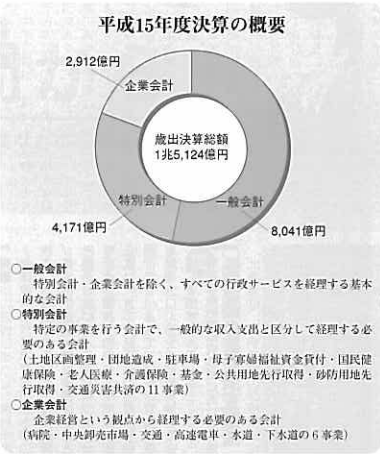 平成15年度決算の概要
2,912億円
企業会計
歳出決算総額
1兆5,124億円
特別会計
一般会計
4,171億円
8,041億円
○一般会計
特別会計・企業会計を除く、すべての行政サービスを経理する基本
的な会計
○特別会計
特定の事業を行う会計で、一般的な収入支出と区分して経理する必
要のある会計
(土地区画整理・団地造成・駐車場・母子寡婦福祉資金貸付・国民健
康保険・老人医療・介護保険・基金・公共用地先行取得・砂防用地先
行取得・交通災害共済の11事業)
○企業会計
企業経営という観点から経理する必要のある会計
(病院・中央卸売市場・交通・高速電車・水道・下水道の6事業)